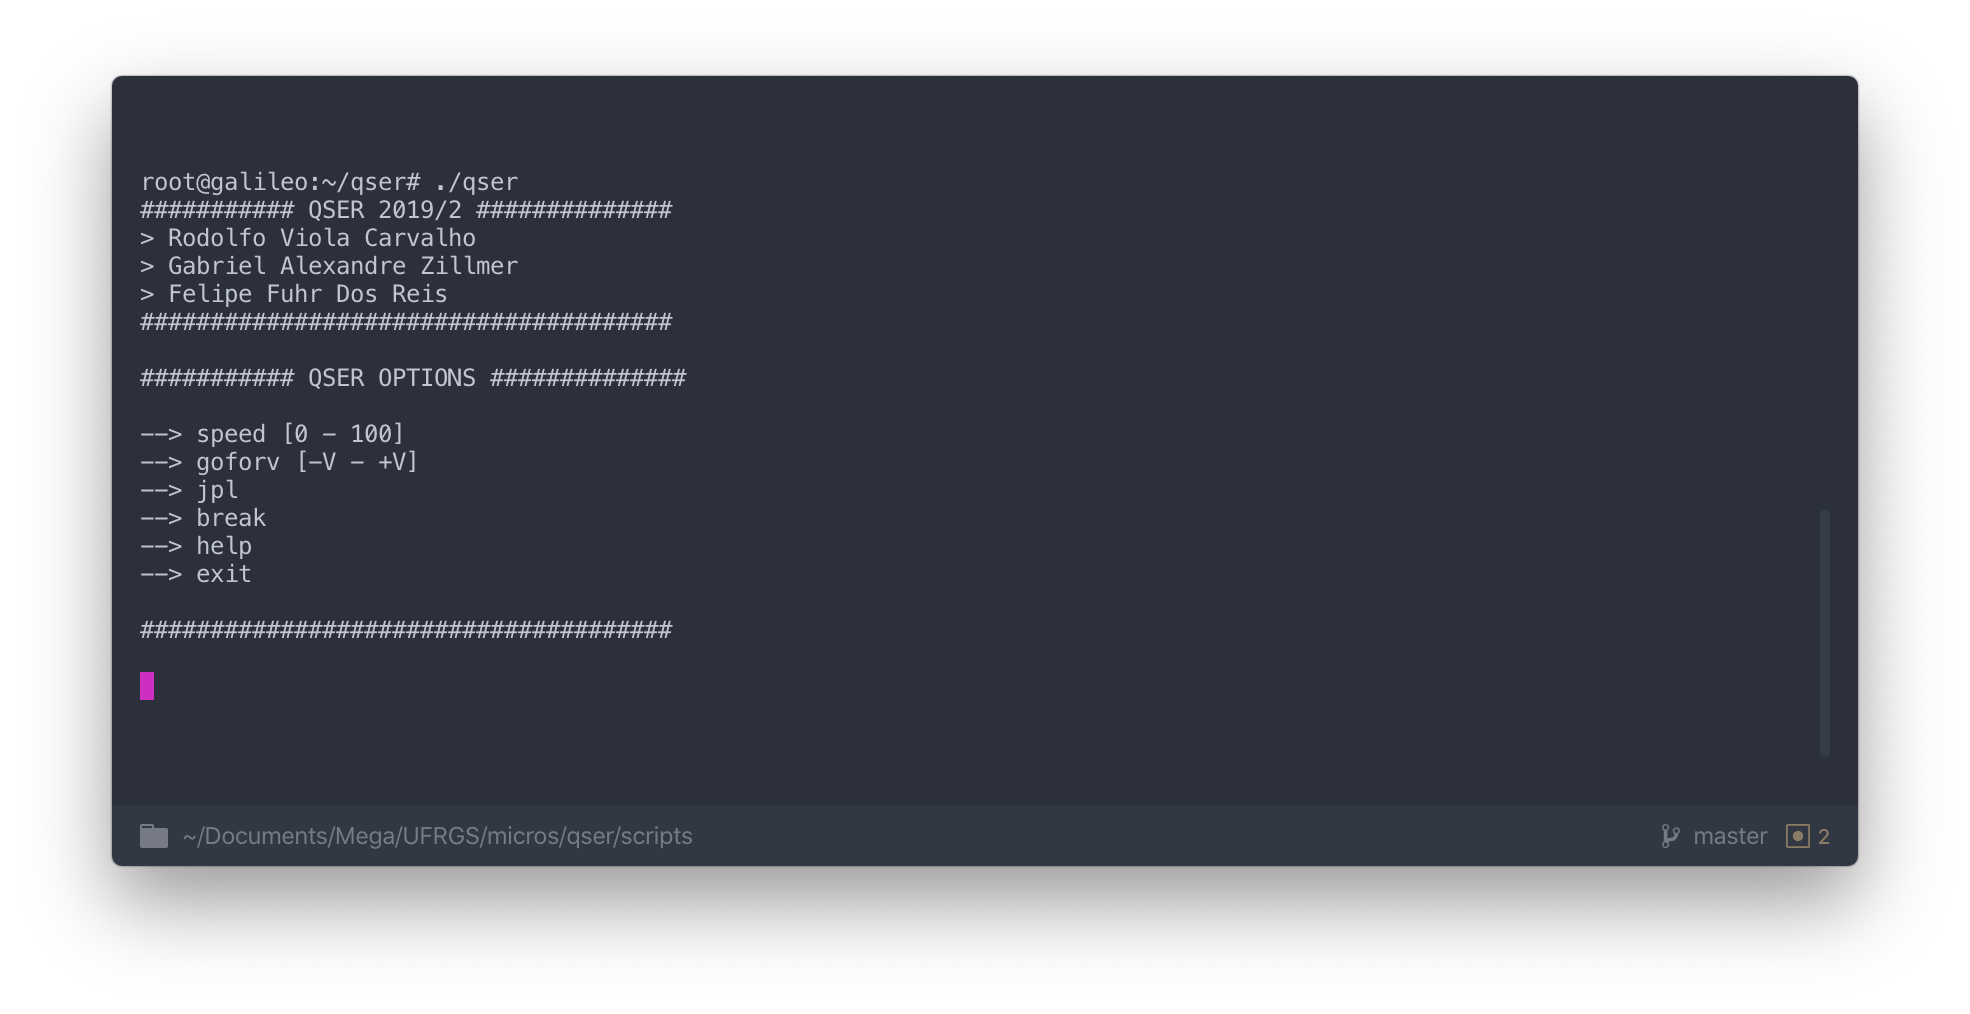 root@galileo:~/qser# ./qser
########### QSER 2019/2 ##############
> Rodolfo Viola Carvalho
> Gabriel Alexandre Zillmer
> Felipe Fuhr Dos Reis
######################################
########### QSER OPTIONS ##############
--> speed [0 - 100]
--> goforv [-V - +V]
--> jpl
--> break
--> help
--> exit
######################################
~/Documents/Mega/UFRGS/micros/qser/scripts
master 2